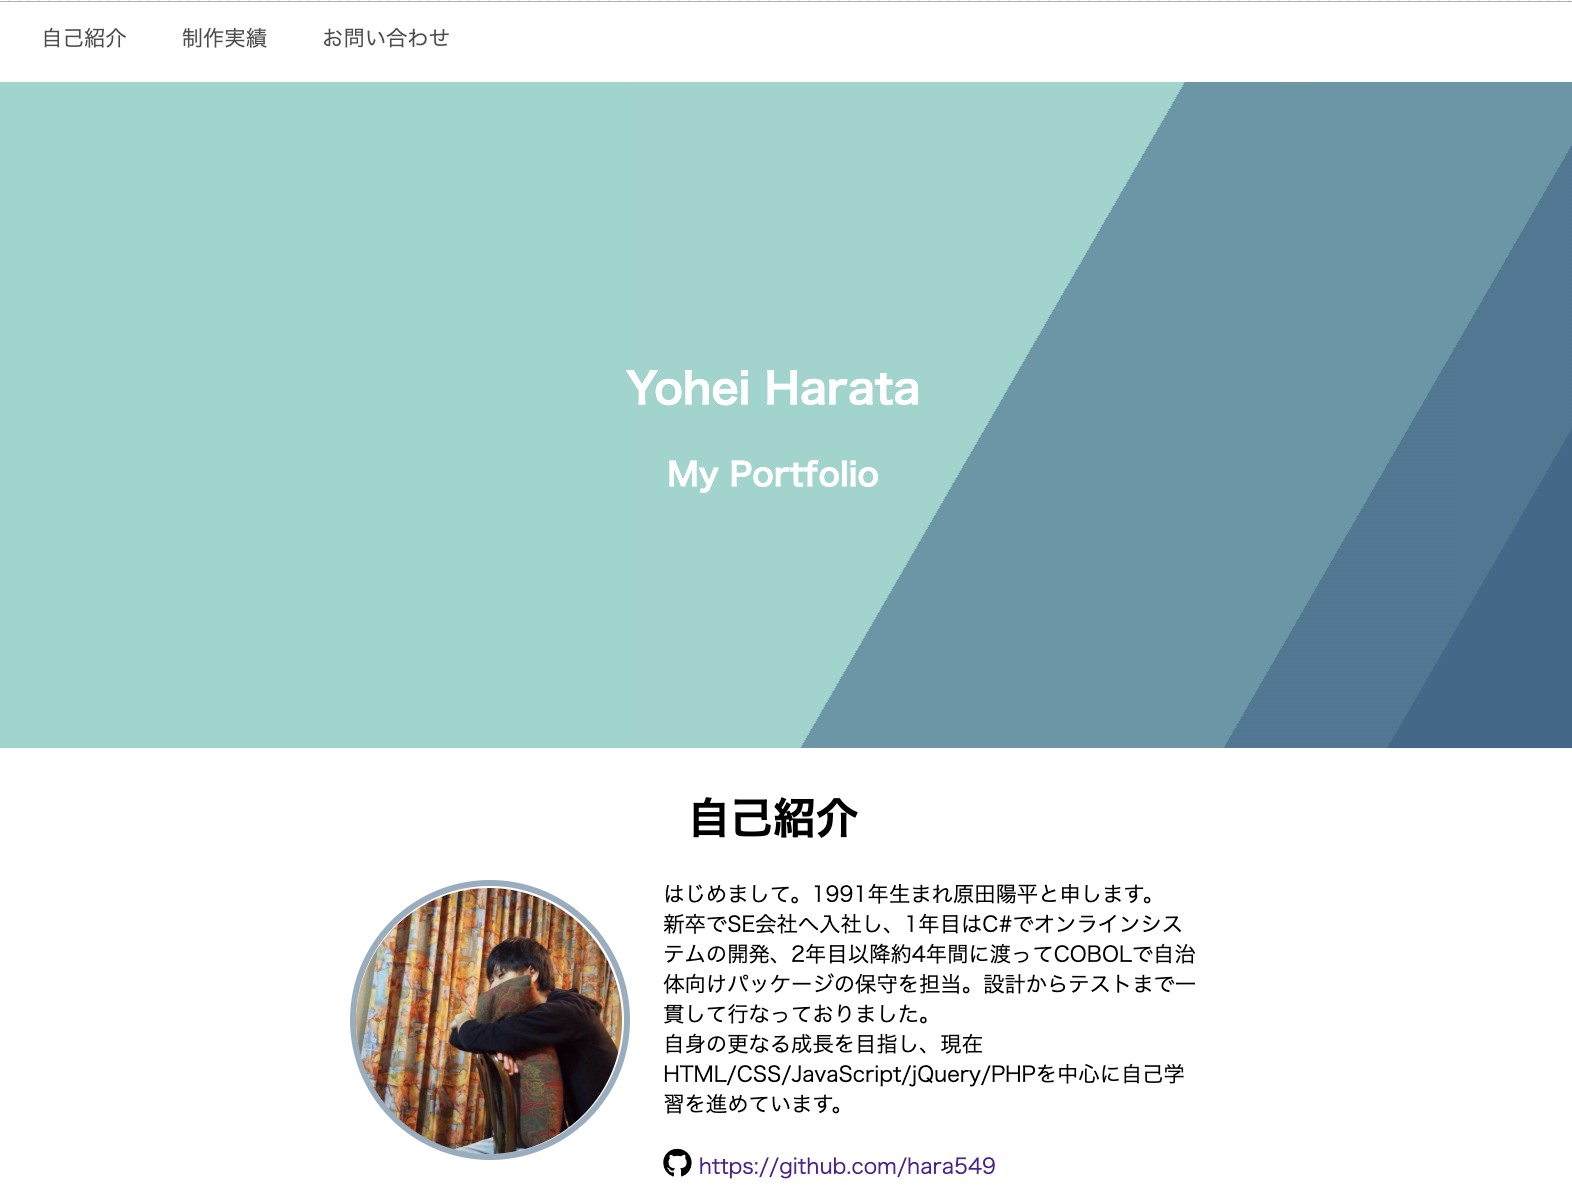 自己紹介 制作実績 お問い合わせ
Yohei Harata
My Portfolio
自己紹介
はじめまして。1991年生まれ原田陽平と申します。
新卒でSE会社へ入社し、1年目はC#でオンラインシス
テムの開発、2年目以降約4年間に渡ってCOBOLで自治
体向けパッケージの保守を担当。設計からテストまで一
貫して行なっておりました。
自身の更なる成長を目指し、現在
HTML/CSS/JavaScript/jQuery/PHPを中心に自己学
習を進めています。
https://github.com/hara549